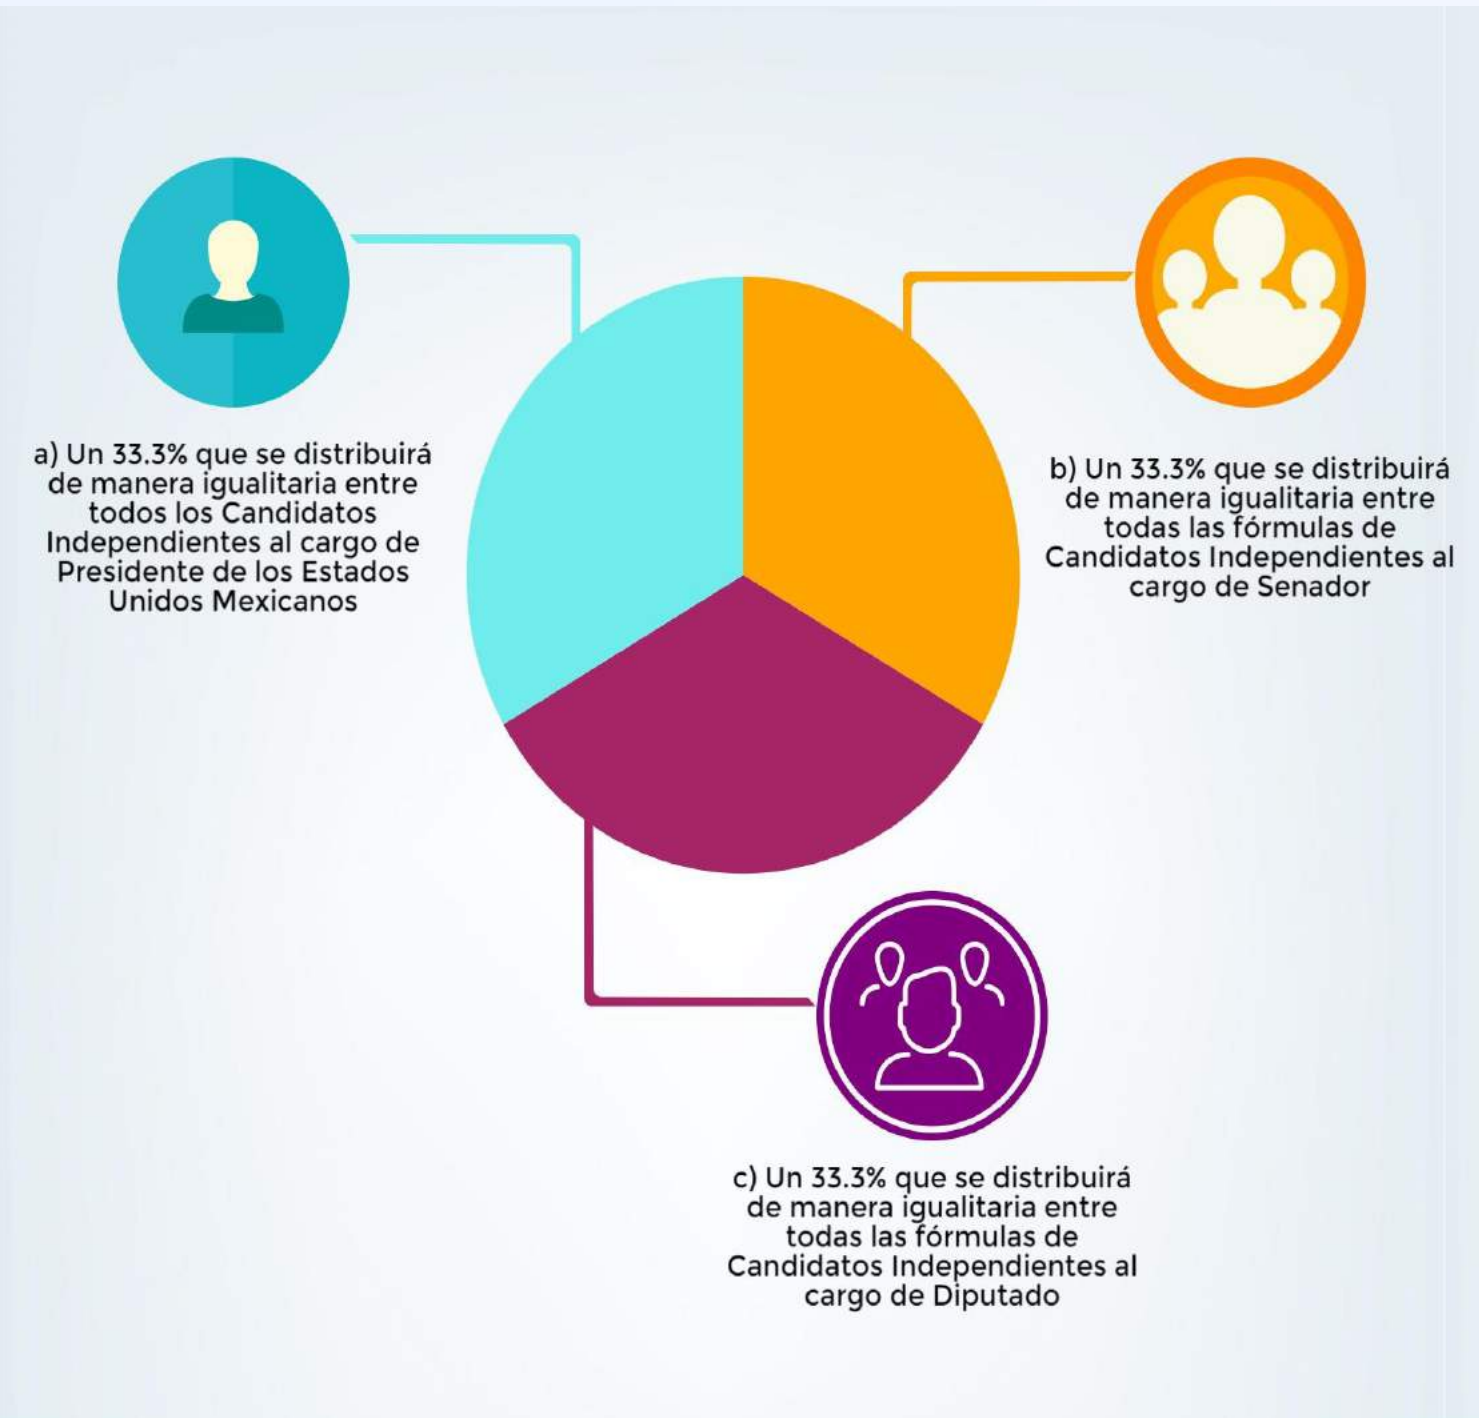 a) Un 33.3% que se distribuirá
de manera igualitaria entre
todos los Candidatos
Independientes al cargo de
Presidente de los Estados
Unidos Mexicanos
b) Un 33.3% que se distribuirá
de manera igualitaria entre
todas las fórmulas de
Candidatos Independientes al
cargo de Senador
c) Un 33.3% que se distribuirá
de manera igualitaria entre
todas las fórmulas de
Candidatos Independientes al
cargo de Diputado